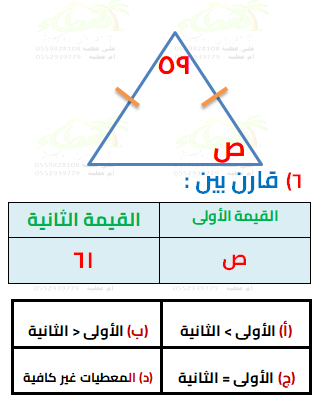 ٥٩
ص
٦) قارن بين :
القيمة الأولى
القيمة الثانية
ص
٦١
(أ) الأولى > الثانية
(ب) الأولى < الثانية
(ج) الأولى = الثانية
(د) المعطيات غير كافية